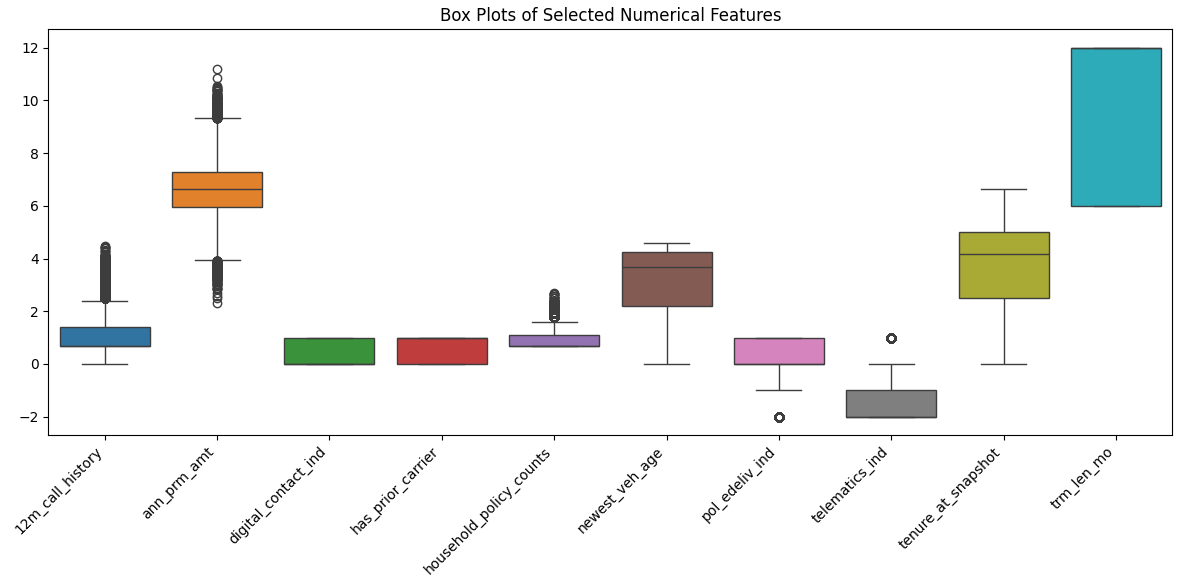 Box Plots of Selected Numerical Features
12
10
8
6
4
2
0
−2
12m_call_history
ann_prm_amt
digital_contact_ind
has_prior_carrier
household_policy_counts
newest_veh_age
pol_edeliv_ind
telematics_ind
tenure_at_snapshot
trm_len_mo